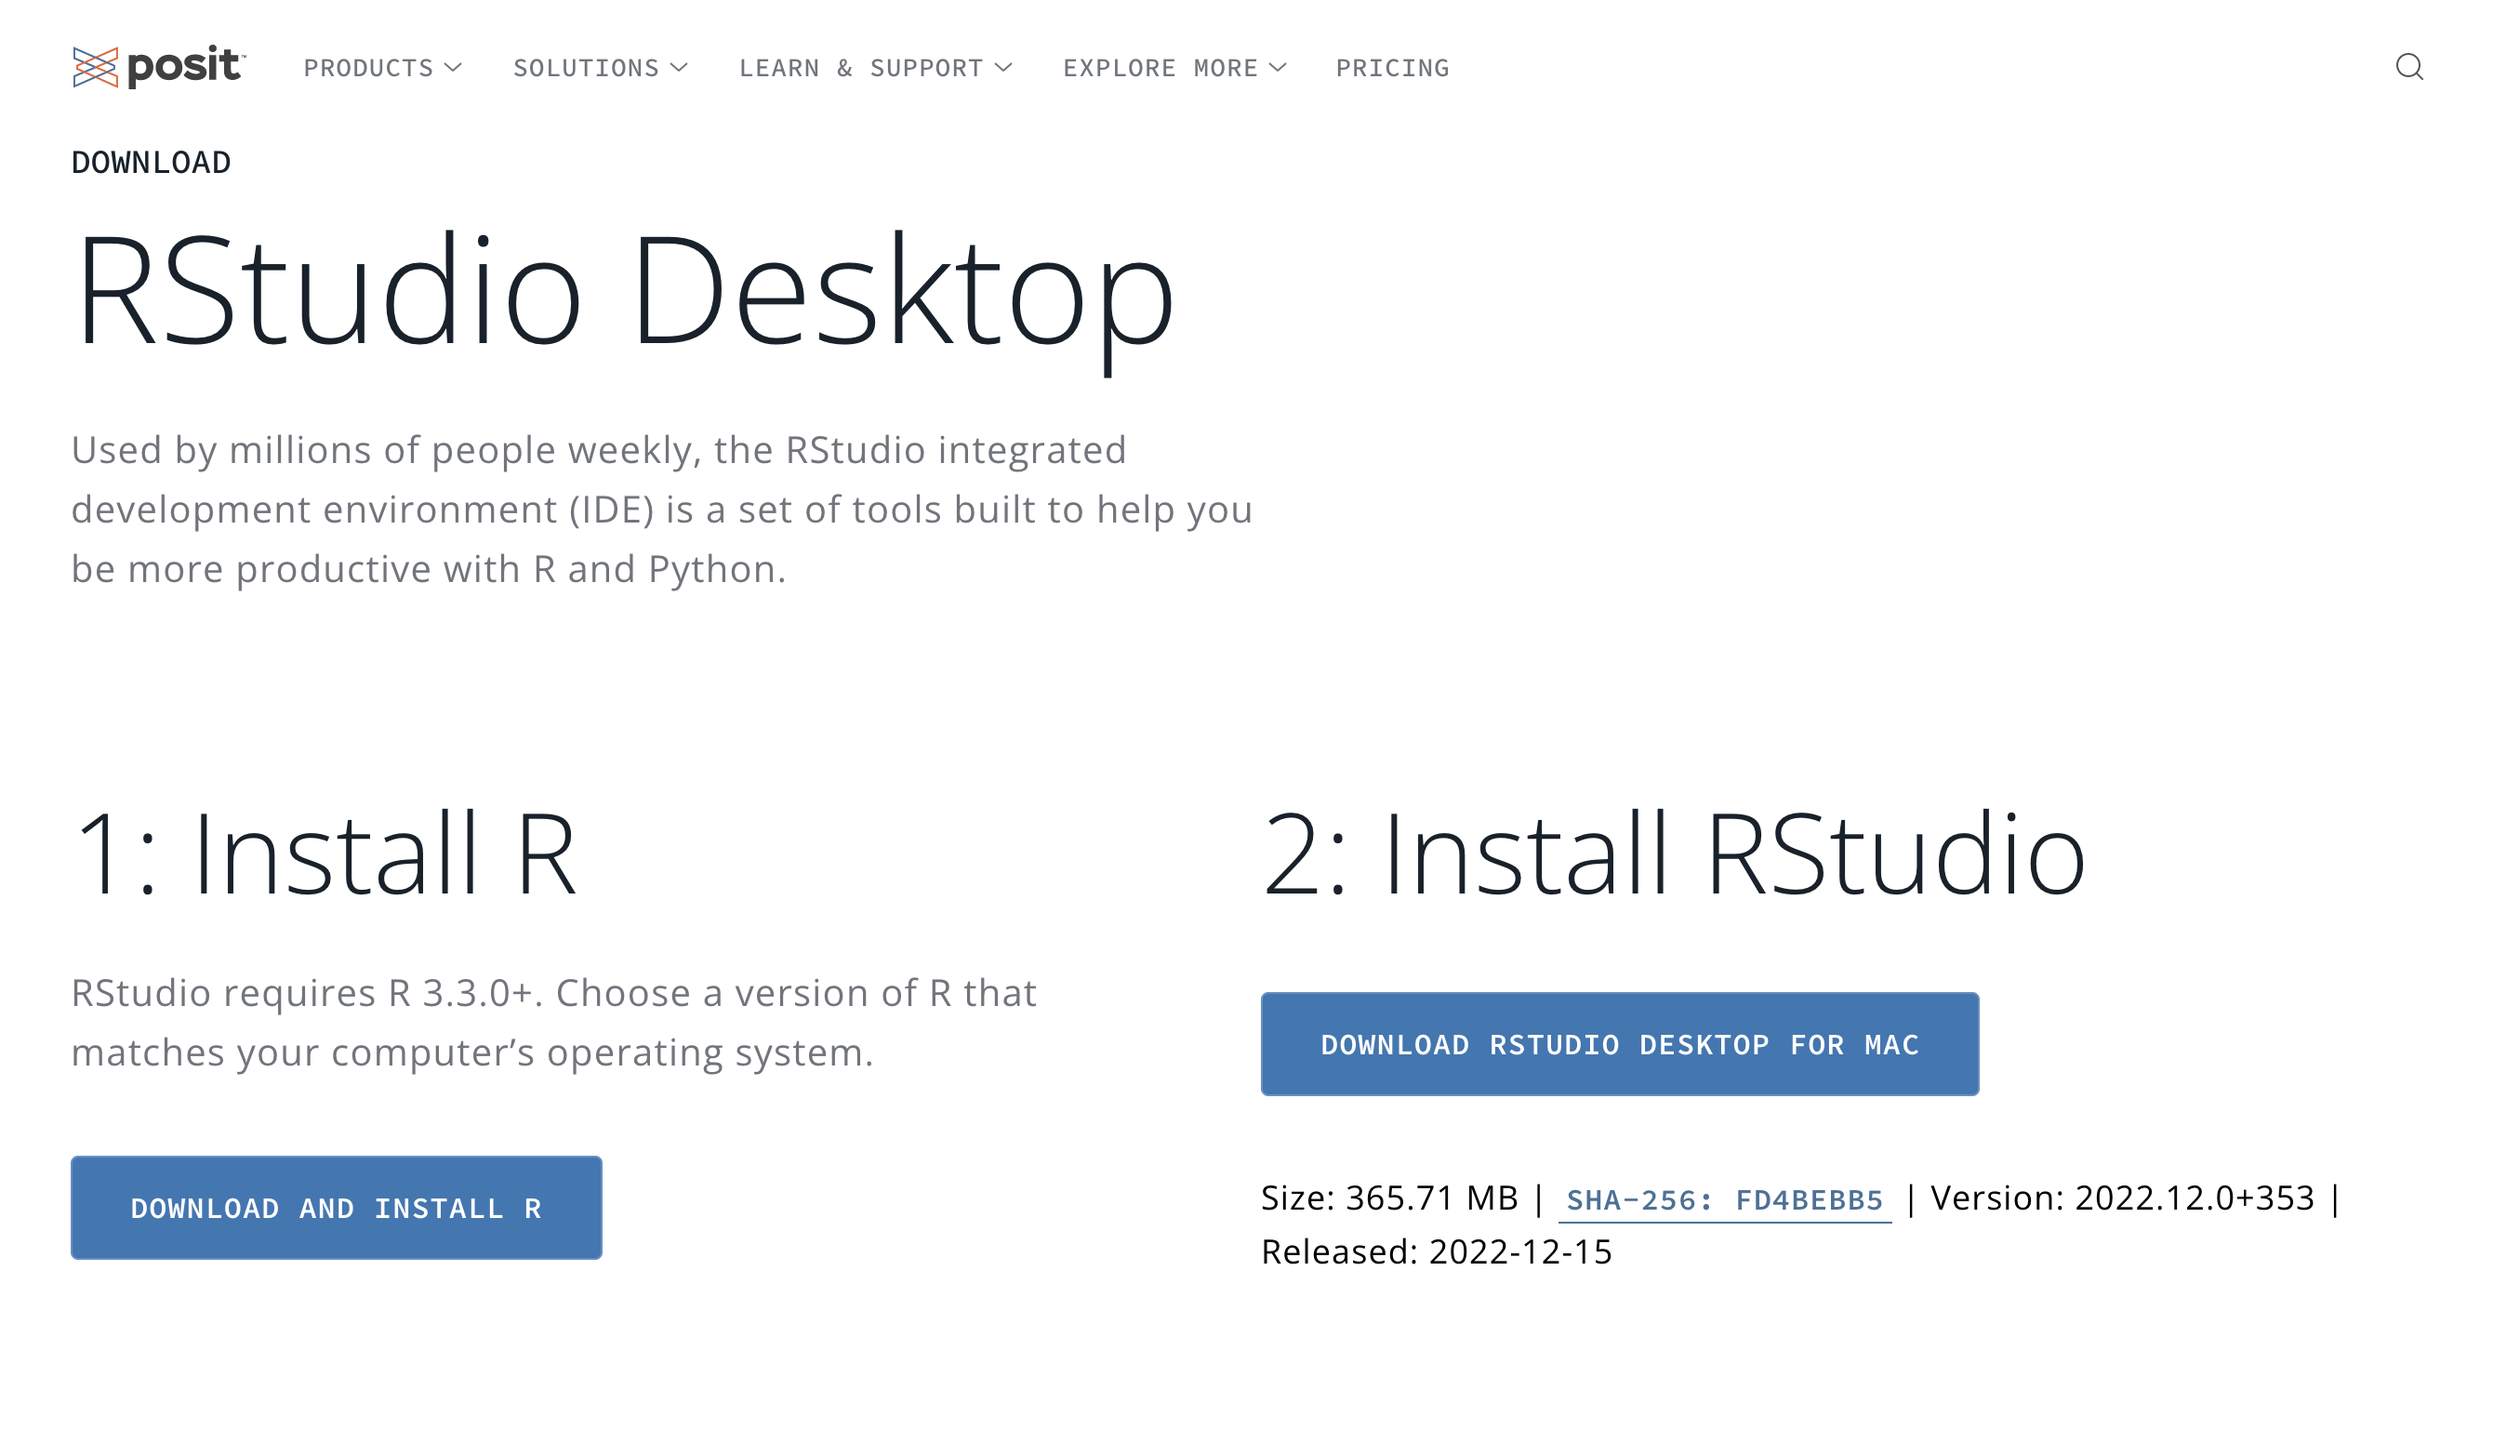 posit™ PRODUCTS SOLUTIONS LEARN & SUPPORT EXPLORE MORE PRICING
DOWNLOAD
RStudio Desktop
Used by millions of people weekly, the RStudio integrated
development environment (IDE) is a set of tools built to help you
be more productive with R and Python.
1: Install R
RStudio requires R 3.3.0+. Choose a version of R that
matches your computer’s operating system.
DOWNLOAD AND INSTALL R
2: Install RStudio
DOWNLOAD RSTUDIO DESKTOP FOR MAC
Size: 365.71 MB | SHA-256: FD4BEBB5 | Version: 2022.12.0+353 |
Released: 2022-12-15